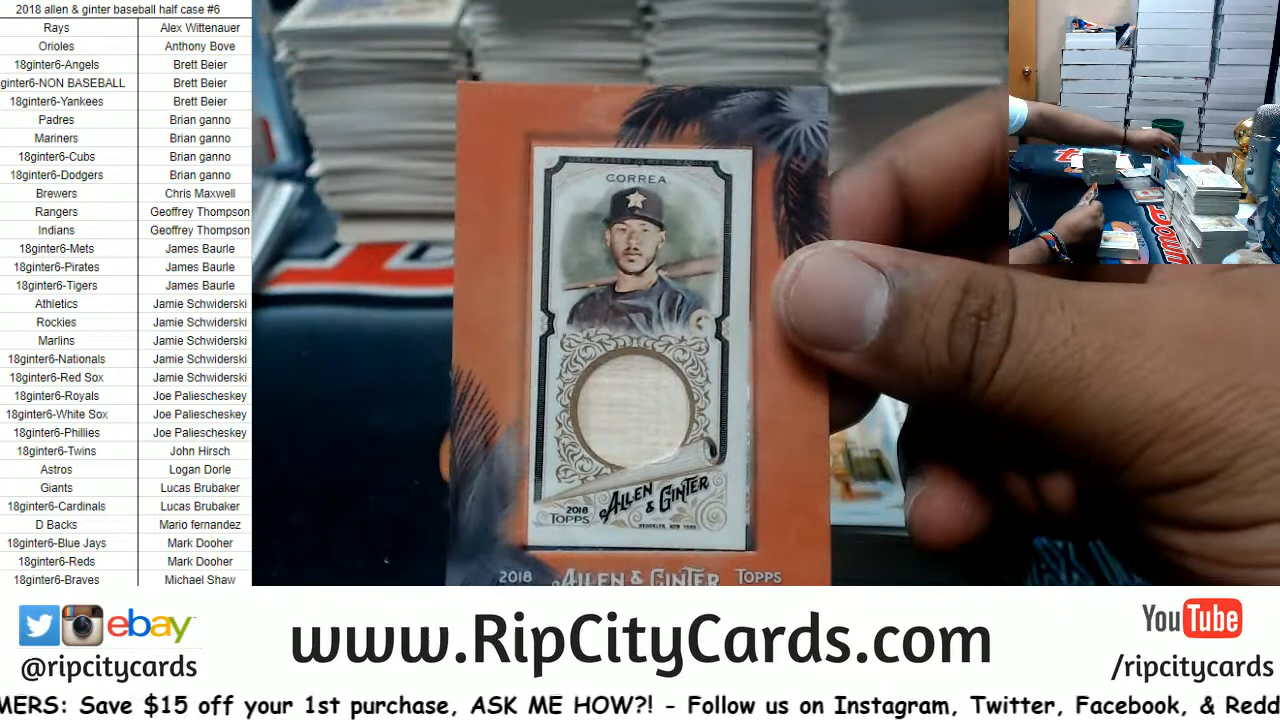 2018 allen & ginter baseball half case #6
Rays Alex Wittenauer
Orioles Anthony Bove
18ginter6-Angels Brett Beier
ginter6-NON BASEBALL Brett Beier
18ginter6-Yankees Brett Beier
Padres Brian ganno
Mariners Brian ganno
18ginter6-Cubs Brian ganno
18ginter6-Dodgers Brian ganno
Brewers Chris Maxwell
Rangers Geoffrey Thompson
Indians Geoffrey Thompson
18ginter6-Mets James Baurle
18ginter6-Pirates James Baurle
18ginter6-Tigers James Baurle
Athletics Jamie Schwiderski
Rockies Jamie Schwiderski
Marlins Jamie Schwiderski
18ginter6-Nationals Jamie Schwiderski
18ginter6-Red Sox Jamie Schwiderski
18ginter6-Royals Joe Paliescheskey
18ginter6-White Sox Joe Paliescheskey
18ginter6-Phillies Joe Paliescheskey
18ginter6-Twins John Hirsch
Astros Logan Dorle
Giants Lucas Brubaker
18ginter6-Cardinals Lucas Brubaker
D Backs Mario fernandez
18ginter6-Blue Jays Mark Dooher
18ginter6-Reds Mark Dooher
18ginter6-Braves Michael Shaw
GAME-USED MEMORABILIA
CORREA
ALLEN & GINTER
2018 TOPPS
BROOKLYN, NEW YORK
2018 ALLEN & GINTER TOPPS
ebay
@ripcitycards
www.RipCityCards.com
YouTube
/ripcitycards
MERS: Save $15 off your 1st purchase, ASK ME HOW?! - Follow us on Instagram, Twitter, Facebook, & Redd